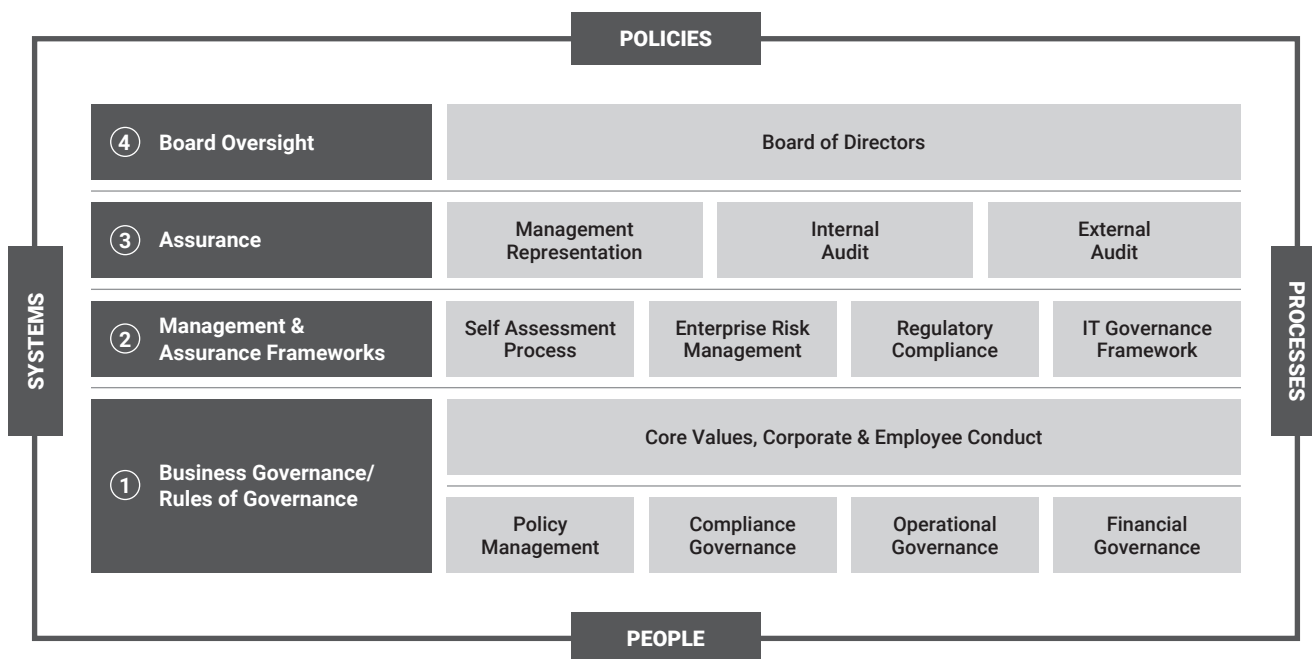 POLICIES
4 Board Oversight
Board of Directors
3 Assurance
Management
Representation
Internal
Audit
External
Audit
SYSTEMS
PROCESSES
2 Management &
Assurance Frameworks
Self Assessment
Process
Enterprise Risk
Management
Regulatory
Compliance
IT Governance
Framework
1 Business Governance/
Rules of Governance
Core Values, Corporate & Employee Conduct
Policy
Management
Compliance
Governance
Operational
Governance
Financial
Governance
PEOPLE